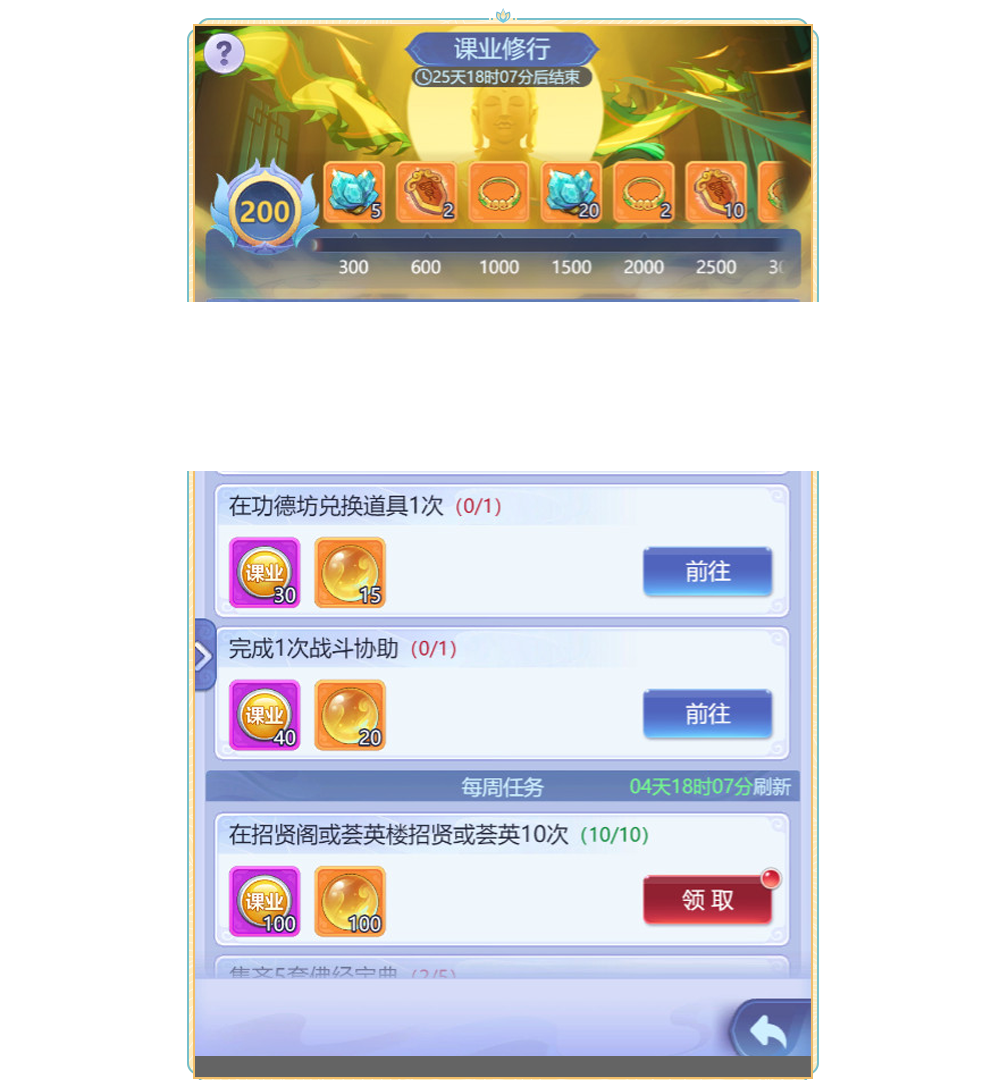 ?
课业修行
25天18时07分后结束
200
5
2
20
2
10
300
600
1000
1500
2000
2500
在功德坊兑换道具1次 (0/1)
课业
30
15
前往
完成1次战斗协助 (0/1)
课业
40
20
前往
每周任务 04天18时07分刷新
在招贤阁或荟英楼招贤或荟英10次 (10/10)
课业
100
100
领取